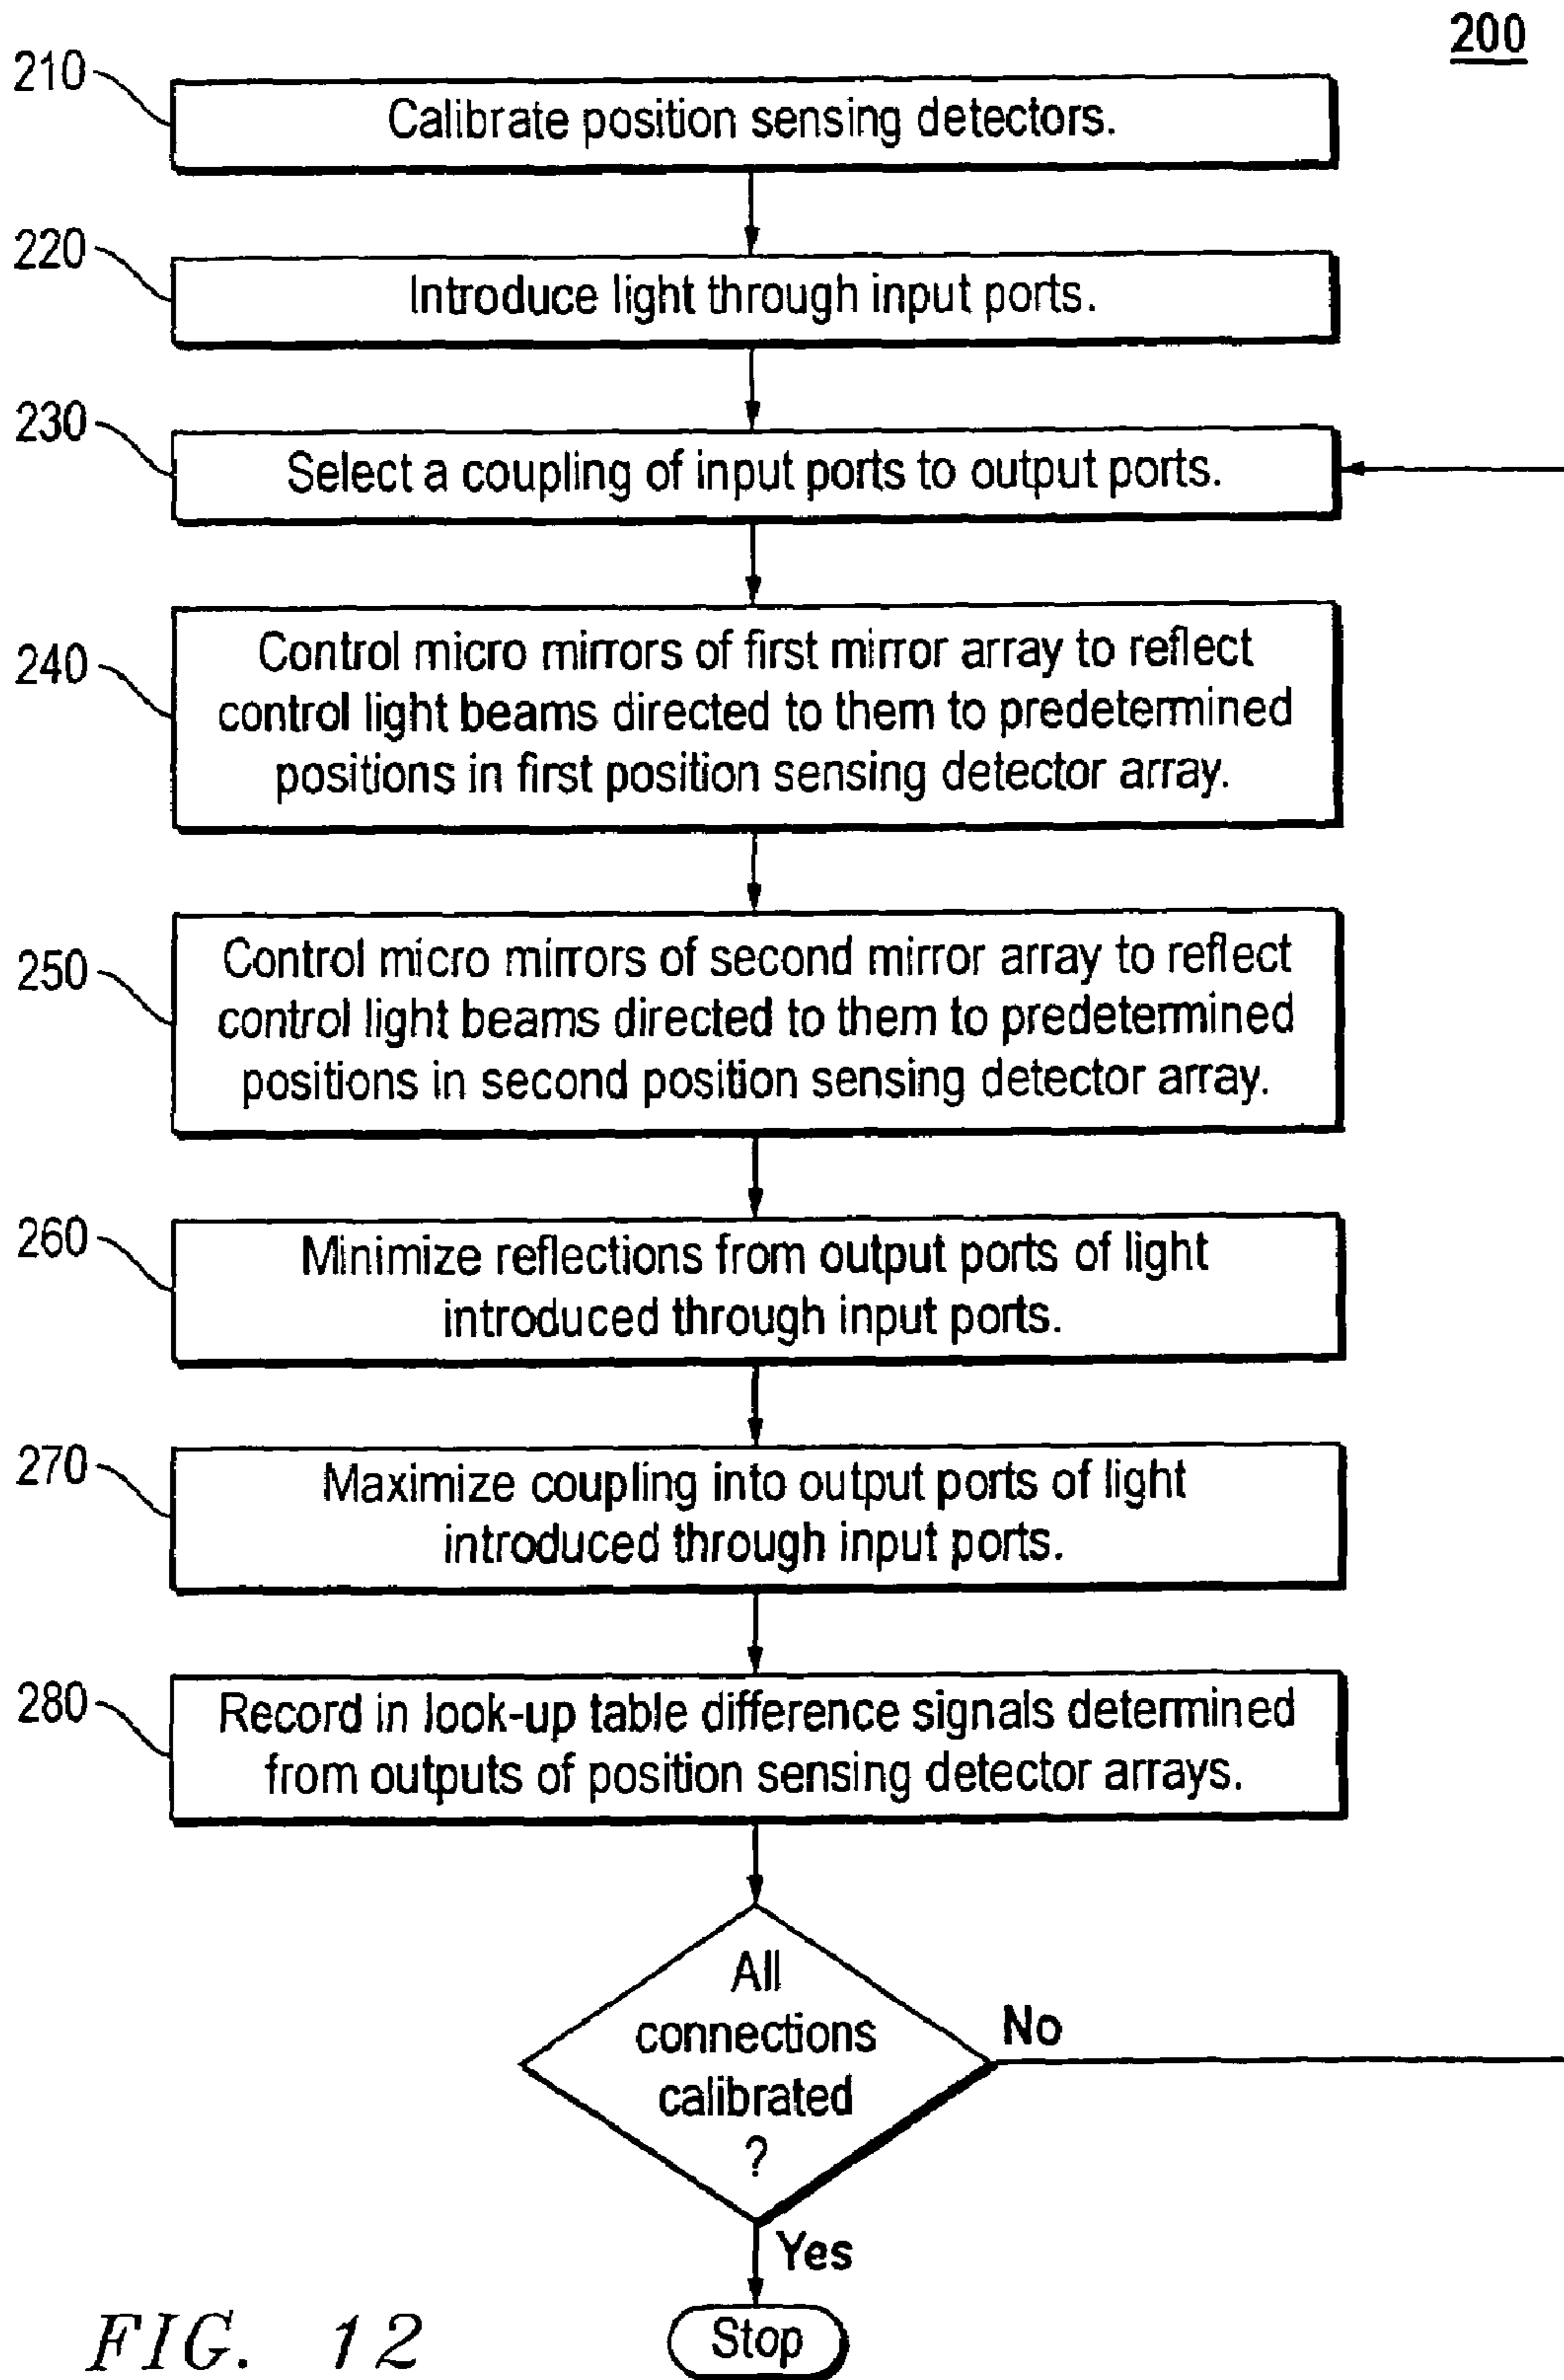 200
210
Calibrate position sensing detectors.
220
Introduce light through input ports.
230
Select a coupling of input ports to output ports.
240
Control micro mirrors of first mirror array to reflect
control light beams directed to them to predetermined
positions in first position sensing detector array.
250
Control micro mirrors of second mirror array to reflect
control light beams directed to them to predetermined
positions in second position sensing detector array.
260
Minimize reflections from output ports of light
introduced through input ports.
270
Maximize coupling into output ports of light
introduced through input ports.
280
Record in look-up table difference signals determined
from outputs of position sensing detector arrays.
All
connections
calibrated
?
No
Yes
Stop
FIG. 12